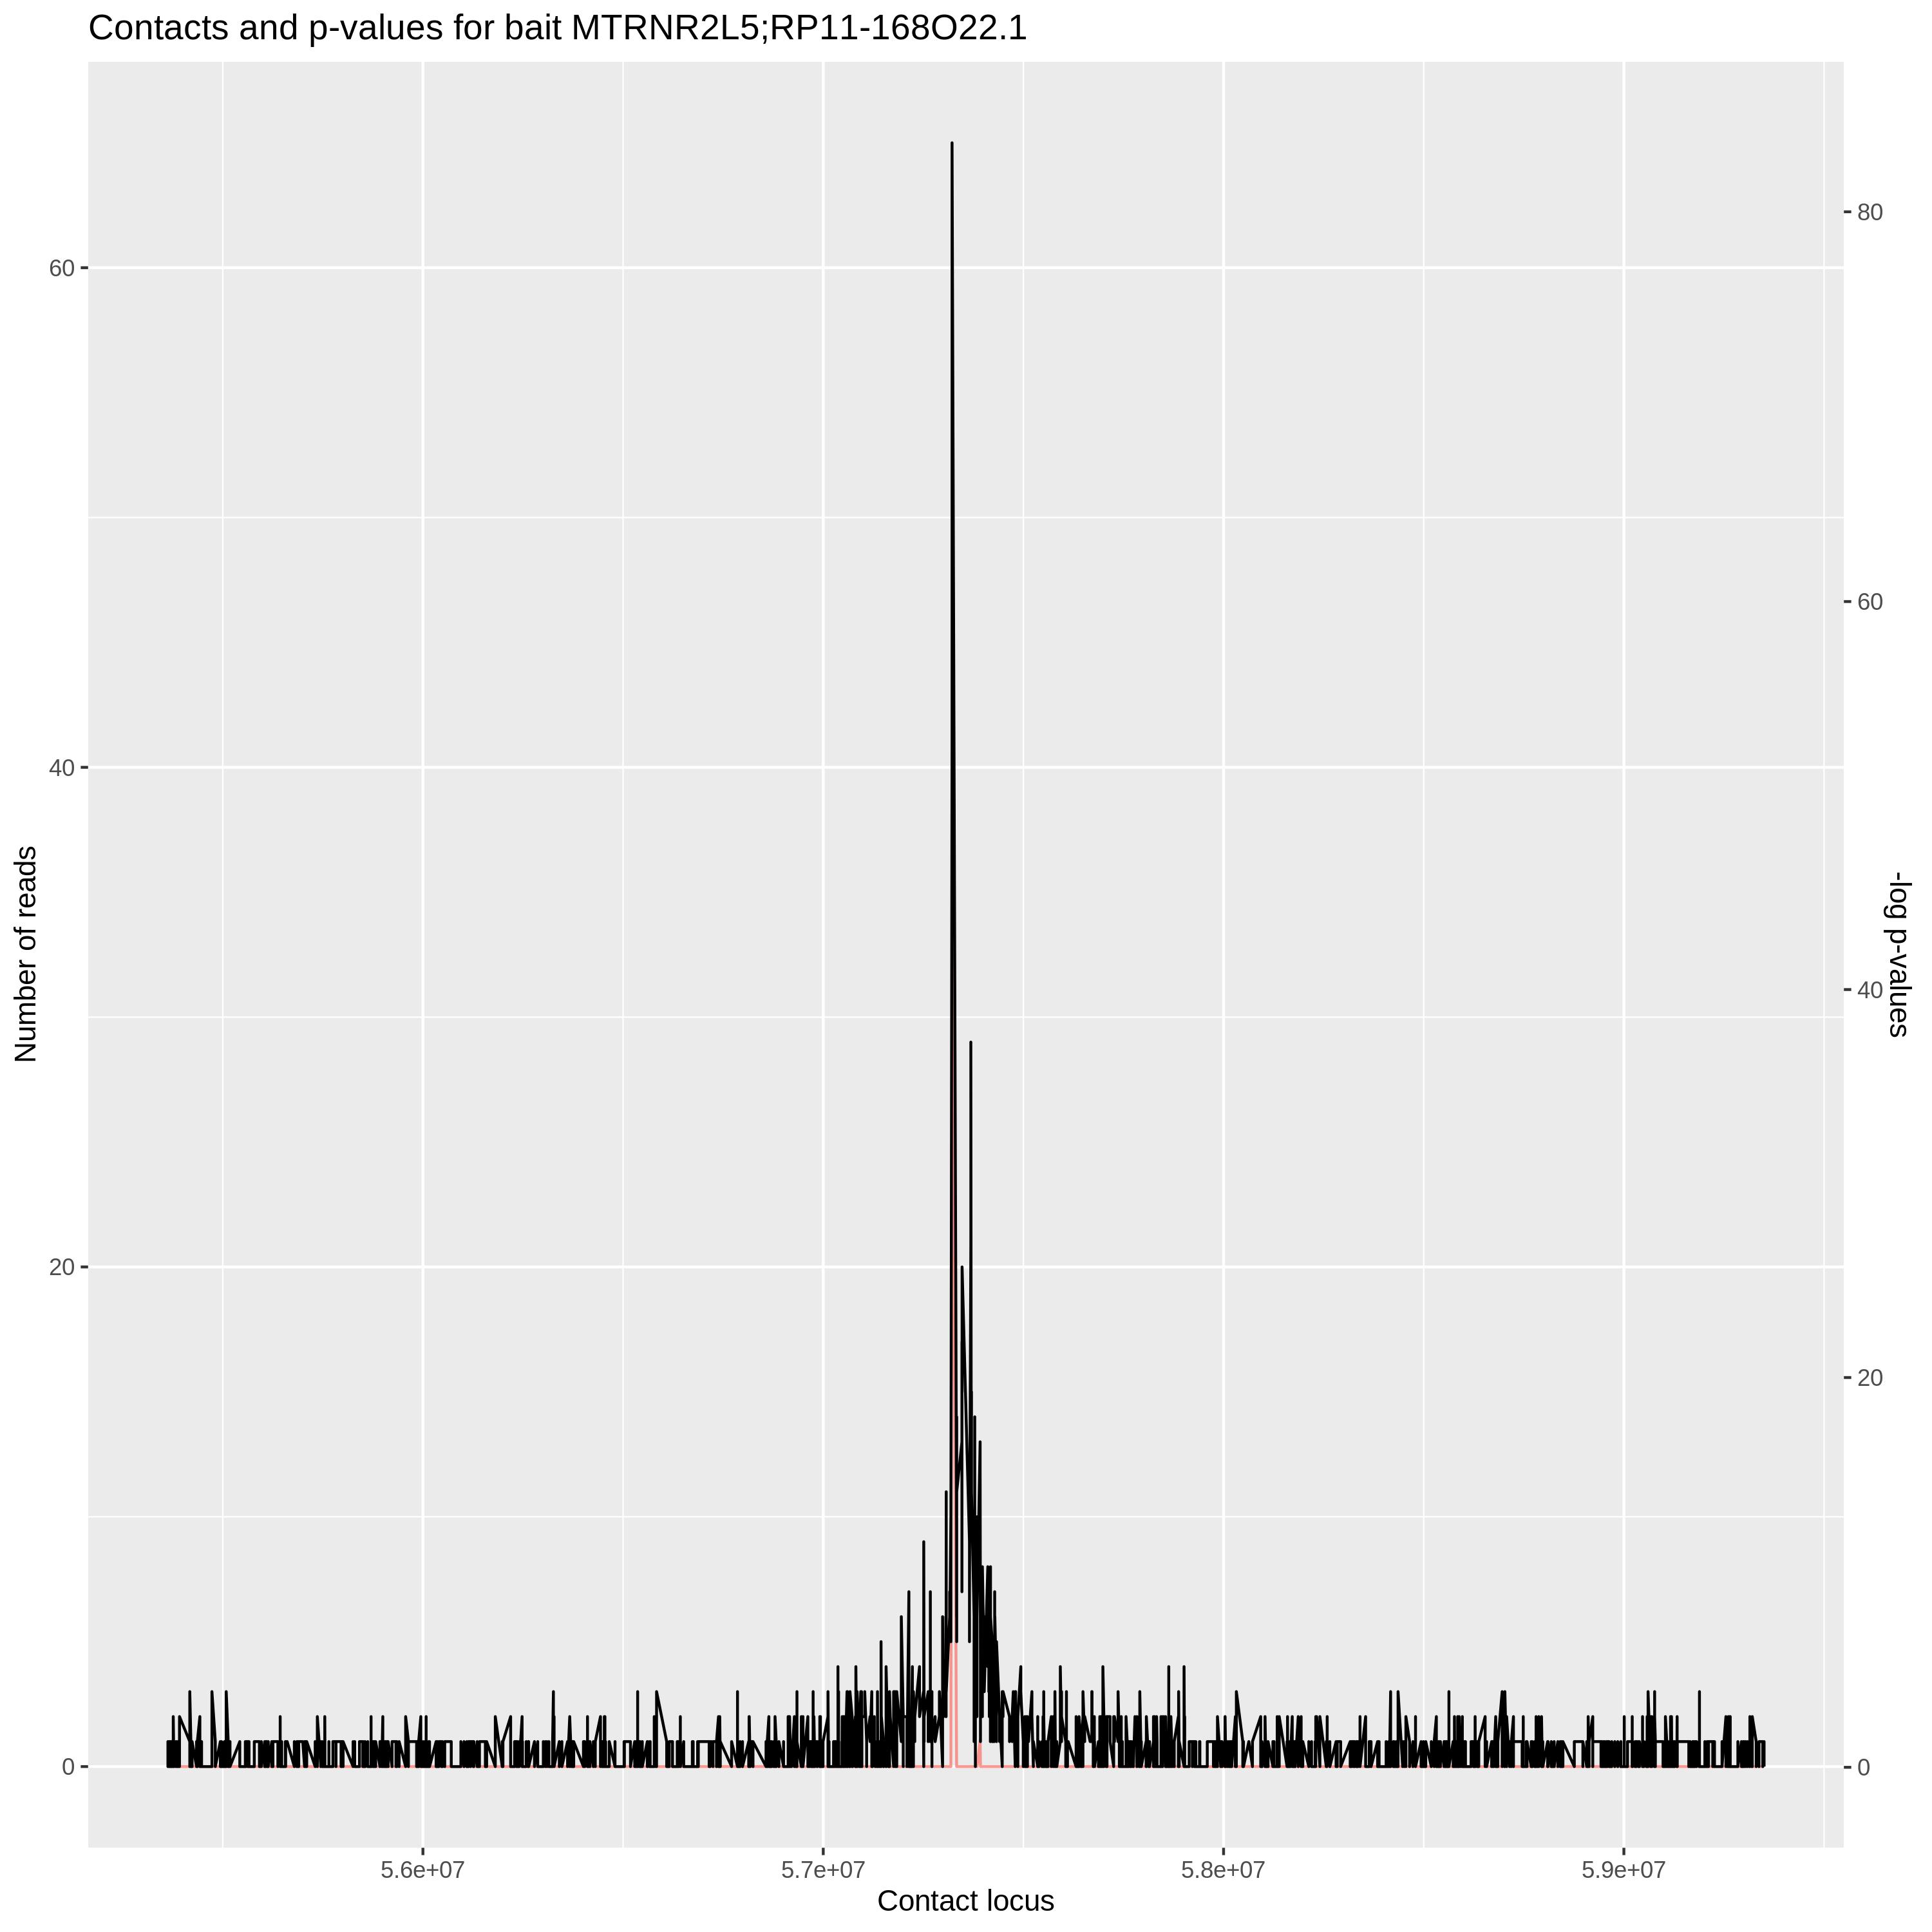 Contacts and p-values for bait MTRNR2L5;RP11-168O22.1
60
40
20
0
Number of reads
80
60
40
20
0
-log p-values
5.6e+07
5.7e+07
5.8e+07
5.9e+07
Contact locus